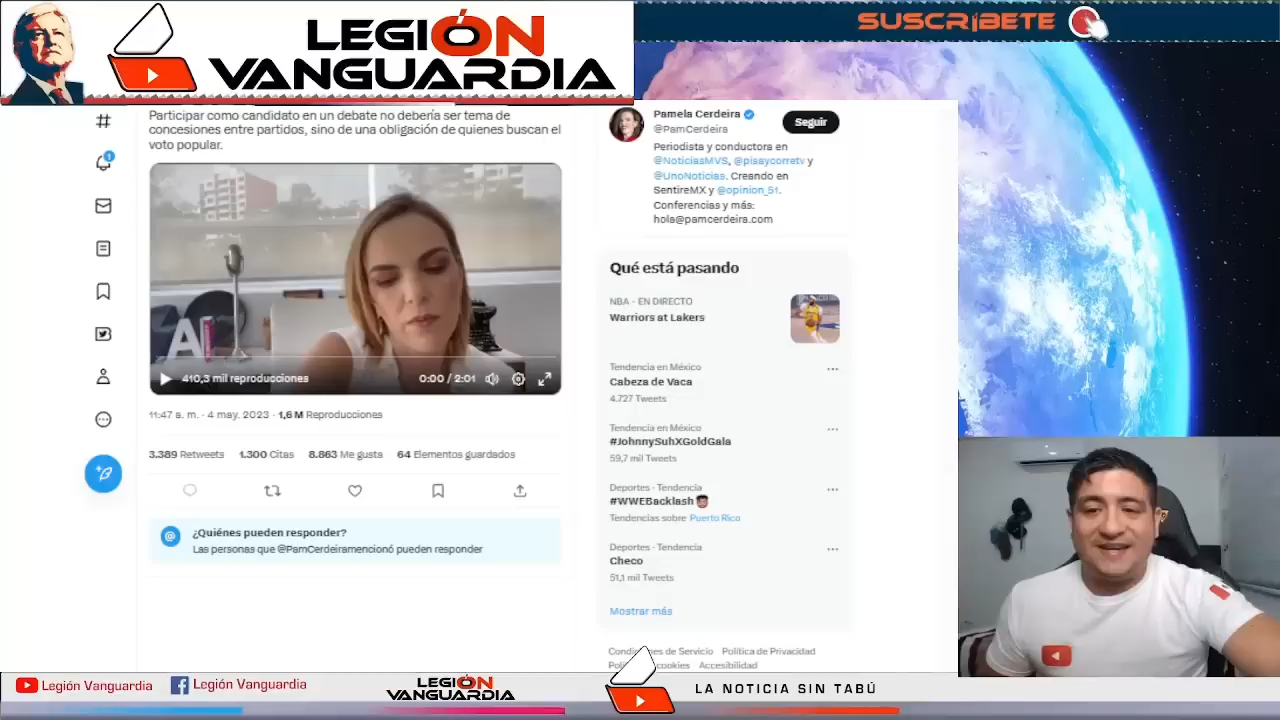 LEGIÓN
VANGUARDIA
SUSCRÍBETE
Participar como candidato en un debate no debería ser tema de
concesiones entre partidos, sino de una obligación de quienes buscan el
voto popular.
AI
410,3 mil reproducciones
0:00 / 2:01
11:47 a. m. · 4 may. 2023 · 1,6 M Reproducciones
3.389 Retweets 1.300 Citas 8.863 Me gusta 64 Elementos guardados
¿Quiénes pueden responder?
Las personas que @PamCerdeiramencionó pueden responder
1
Pamela Cerdeira
@PamCerdeira
Seguir
Periodista y conductora en
@NoticiasMVS, @pisaycorretv y
@UnoNoticias. Creando en
SentireMX y @opinion_51.
Conferencias y más:
hola@pamcerdeira.com
Qué está pasando
NBA · EN DIRECTO
Warriors at Lakers
Tendencia en México
Cabeza de Vaca
4.727 Tweets
Tendencia en México
#JohnnySuhXGoldGala
59,7 mil Tweets
Deportes · Tendencia
#WWEBacklash
Tendencias sobre Puerto Rico
Deportes · Tendencia
Checo
51,1 mil Tweets
Mostrar más
Condiciones de Servicio Política de Privacidad
cookies Accesibilidad
Legión Vanguardia
Legión Vanguardia
LEGIÓN
VANGUARDIA
LA NOTICIA SIN TABÚ